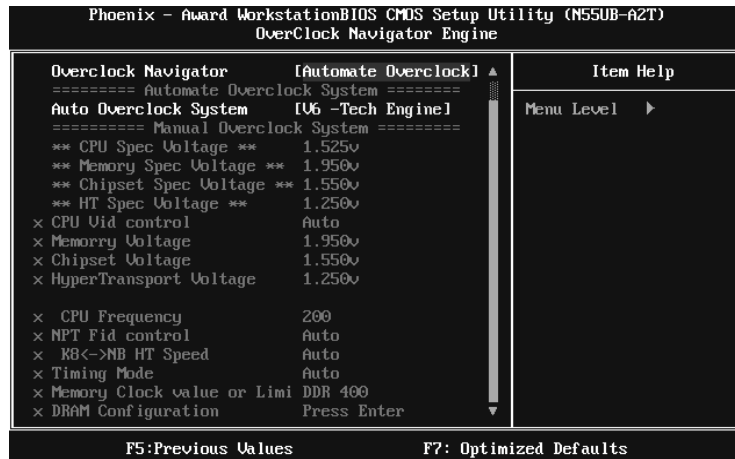 Phoenix - Award WorkstationBIOS CMOS Setup Utility (N55UB-A2T)
OverClock Navigator Engine
Overclock Navigator [Automate Overclock]
========= Automate Overclock System ========
Auto Overclock System [V6 -Tech Engine]
========== Manual Overclock System =========
** CPU Spec Voltage ** 1.525v
** Memory Spec Voltage ** 1.950v
** Chipset Spec Voltage ** 1.550v
** HT Spec Voltage ** 1.250v
x CPU Vid control Auto
x Memorry Voltage 1.950v
x Chipset Voltage 1.550v
x HyperTransport Voltage 1.250v
x CPU Frequency 200
x NPT Fid control Auto
x K8<->NB HT Speed Auto
x Timing Mode Auto
x Memory Clock value or Limi DDR 400
x DRAM Configuration Press Enter
Item Help
Menu Level ▶
F5:Previous Values F7: Optimized Defaults